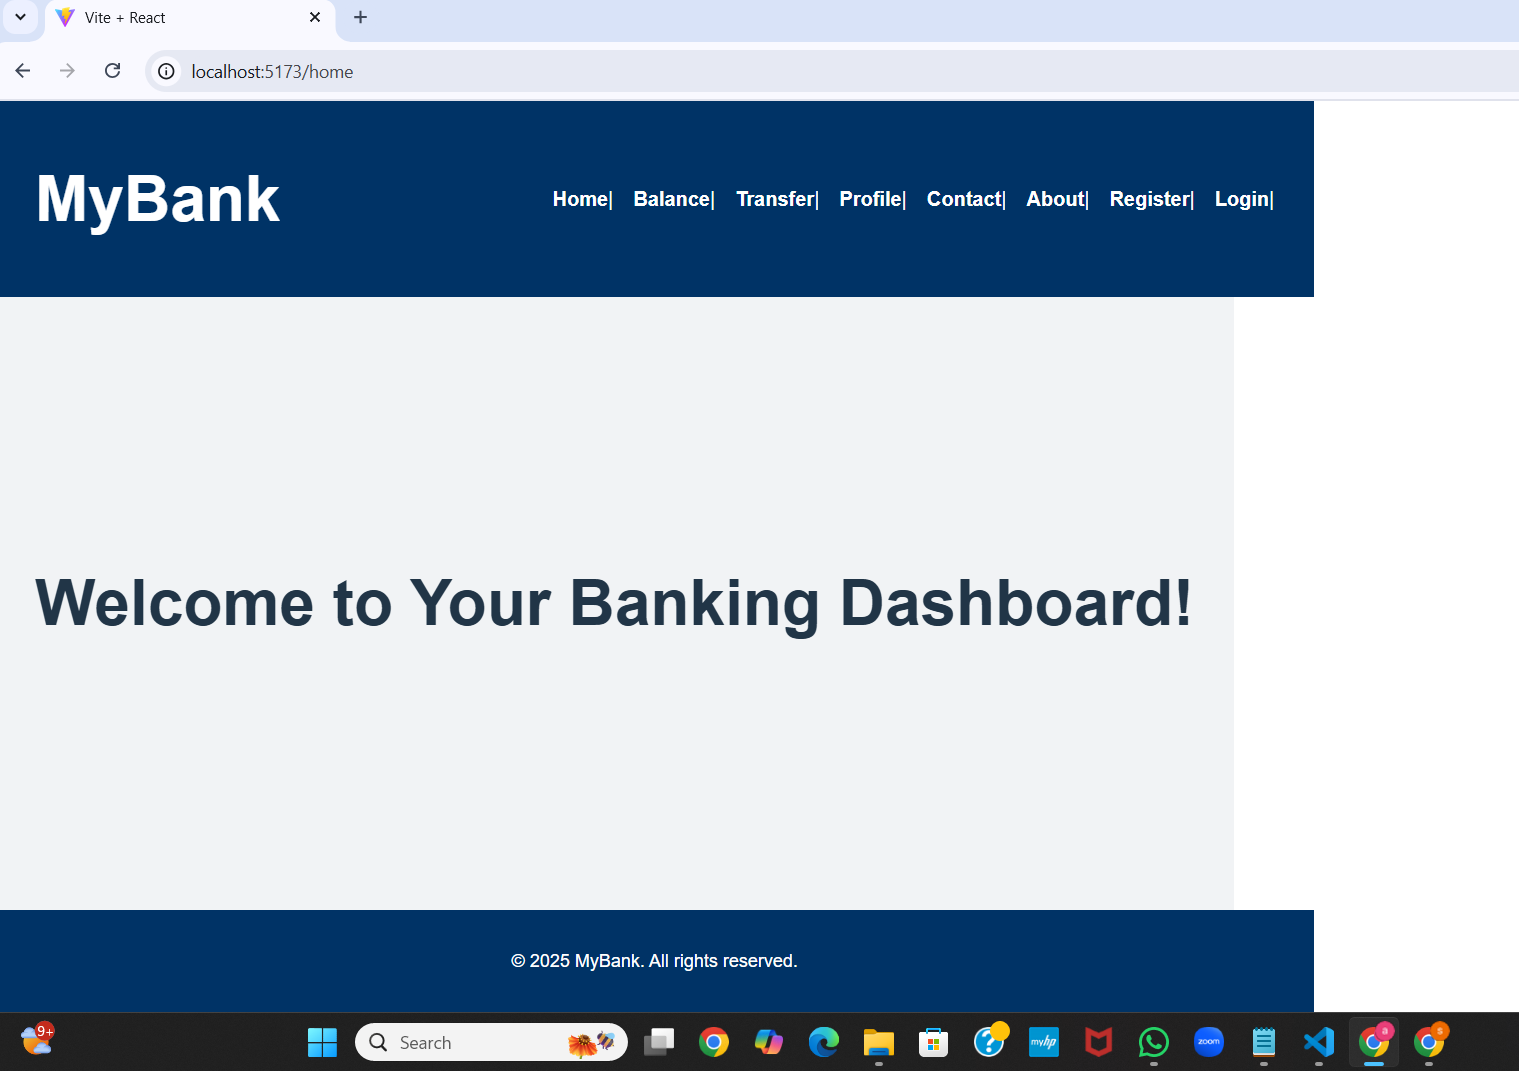 Vite + React
localhost:5173/home
MyBank
Home| Balance| Transfer| Profile| Contact| About| Register| Login|
Welcome to Your Banking Dashboard!
© 2025 MyBank. All rights reserved.
9+
Search
myhp
zoom
a
s